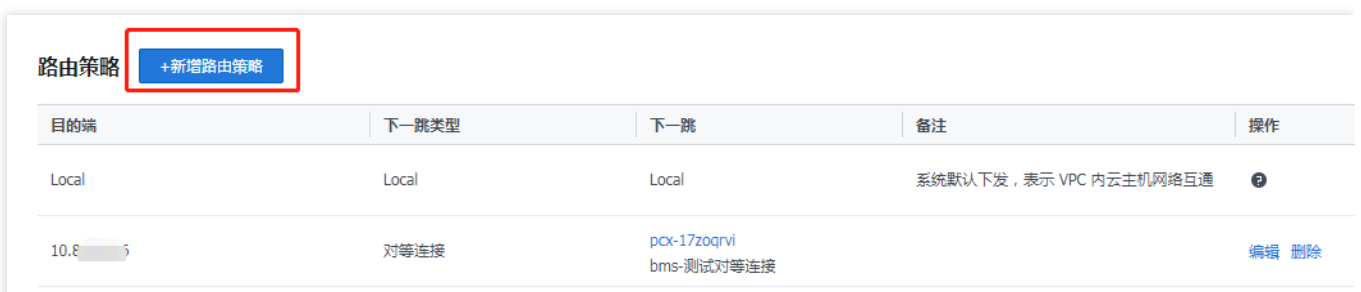 路由策略 +新增路由策略
目的端 下一跳类型 下一跳 备注 操作
Local Local Local 系统默认下发，表示 VPC 内云主机网络互通
10.8 对等连接 pcx-17zoqrvi 编辑 删除
bms-测试对等连接